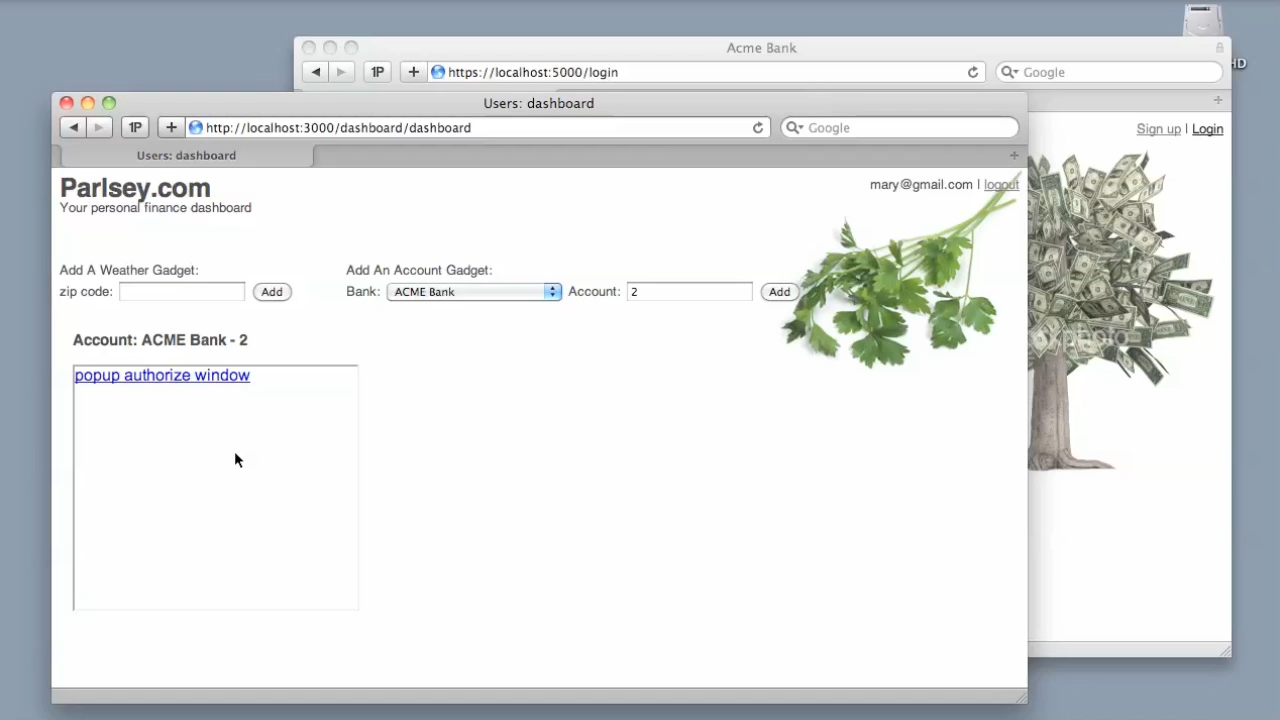 HD
Acme Bank
1P
https://localhost:5000/login
Google
Sign up | Login
Users: dashboard
1P
http://localhost:3000/dashboard/dashboard
Google
Users: dashboard
Parlsey.com
mary@gmail.com | logout
Your personal finance dashboard
Add A Weather Gadget:
Add An Account Gadget:
zip code:
Add
Bank:
ACME Bank
Account:
2
Add
Account: ACME Bank - 2
popup authorize window